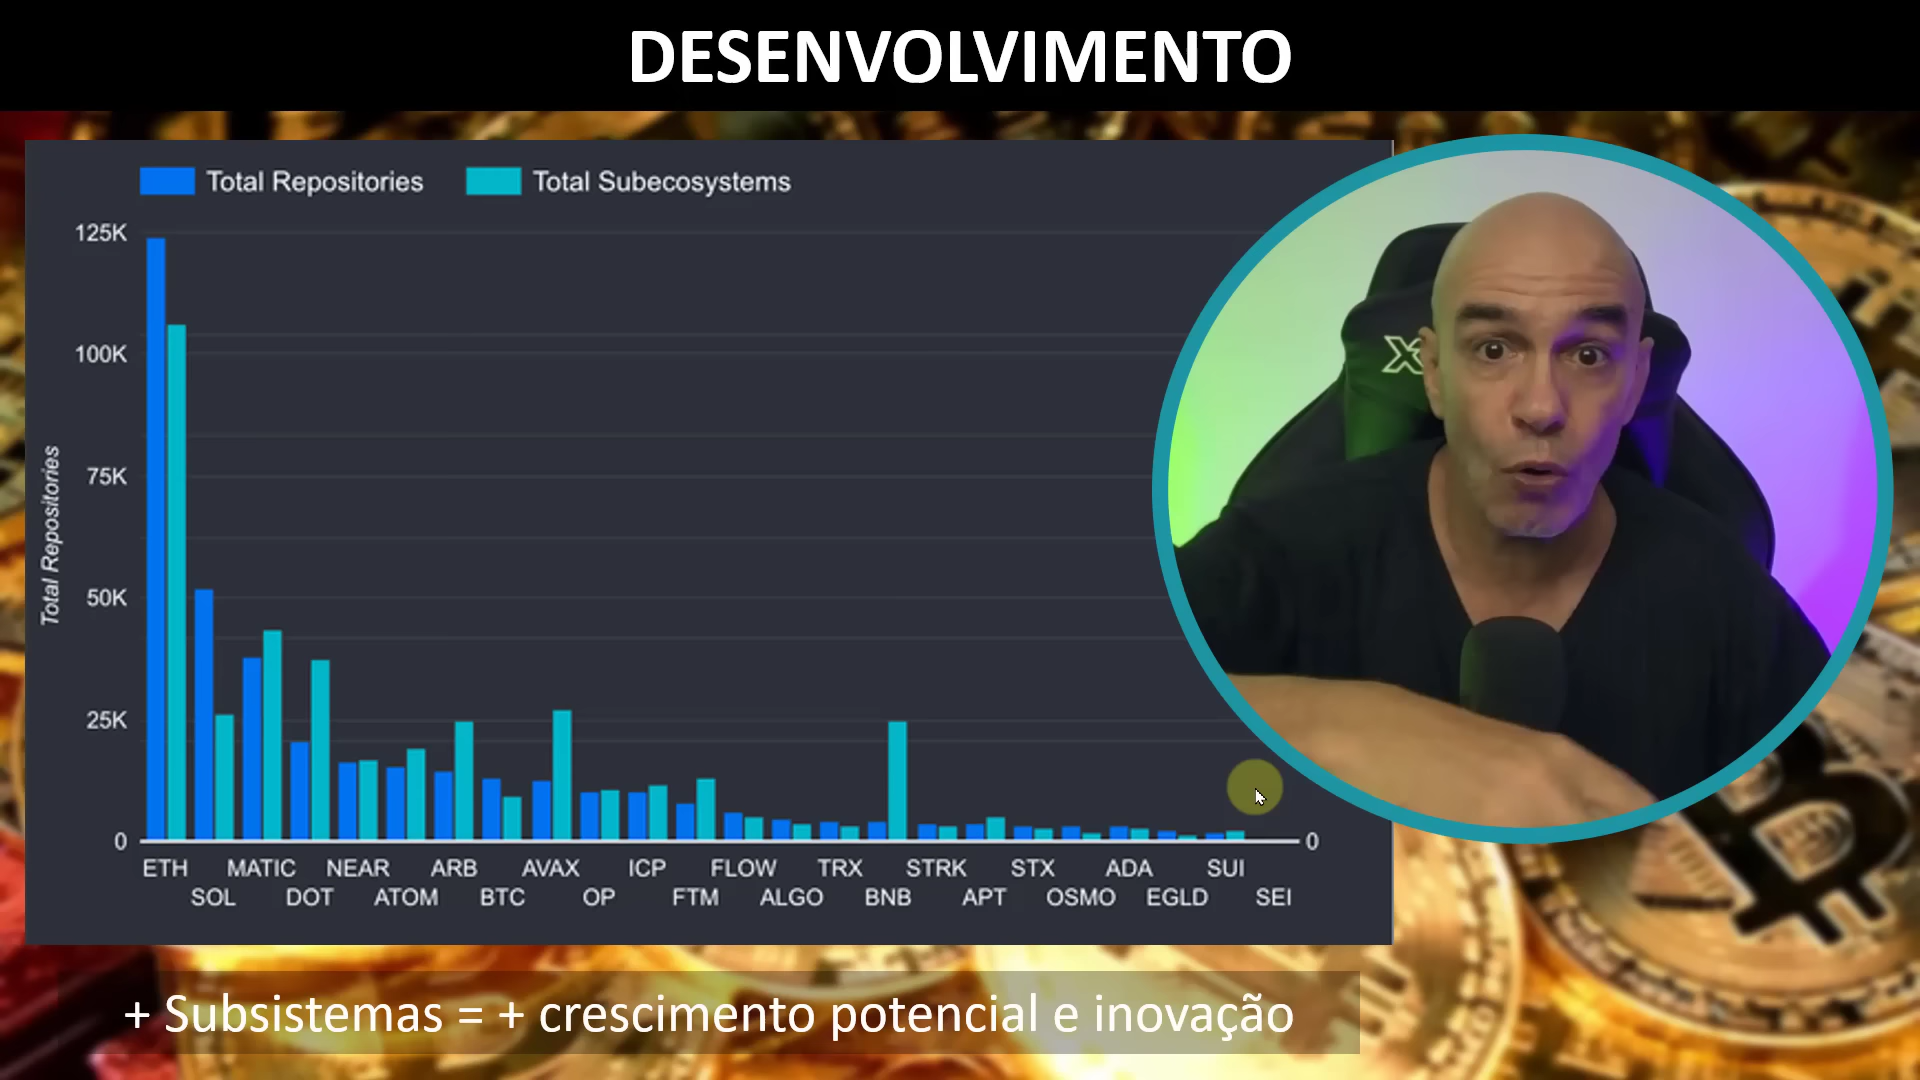 DESENVOLVIMENTO
Total Repositories
Total Subecosystems
125K
100K
75K
50K
25K
0
0
Total Repositories
ETH MATIC NEAR ARB AVAX ICP FLOW TRX STRK STX ADA SUI
SOL DOT ATOM BTC OP FTM ALGO BNB APT OSMO EGLD SEI
X
+ Subsistemas = + crescimento potencial e inovação